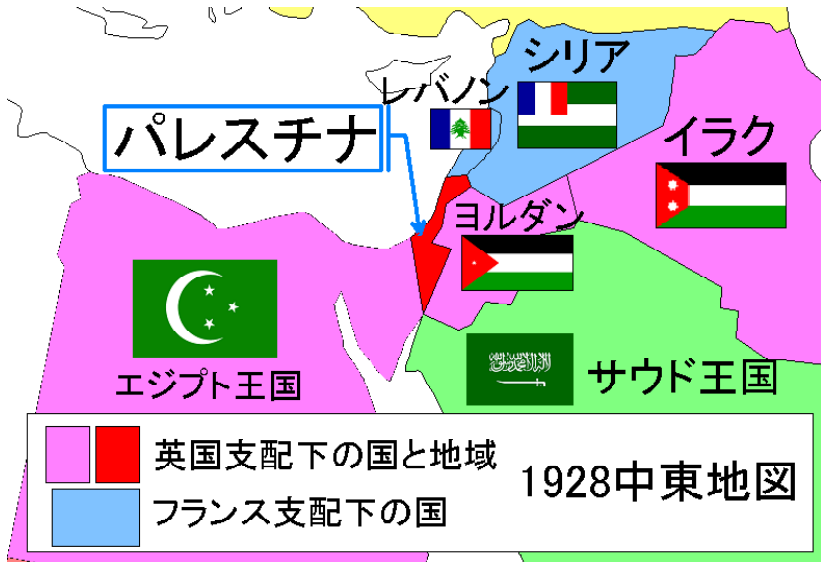 シリア
レバノン
パレスチナ
イラク
ヨルダン
エジプト王国
サウド王国
英国支配下の国と地域
フランス支配下の国
1928中東地図